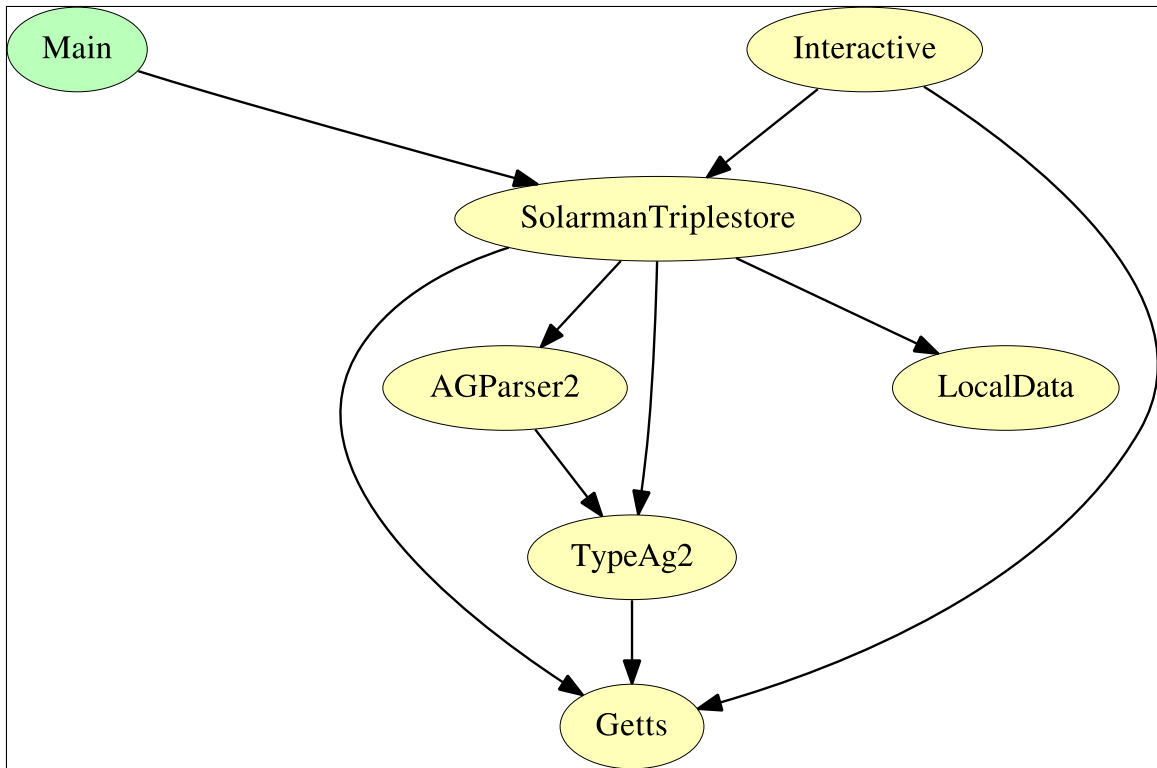 Main
Interactive
SolarmanTriplestore
AGParser2
LocalData
TypeAg2
Getts